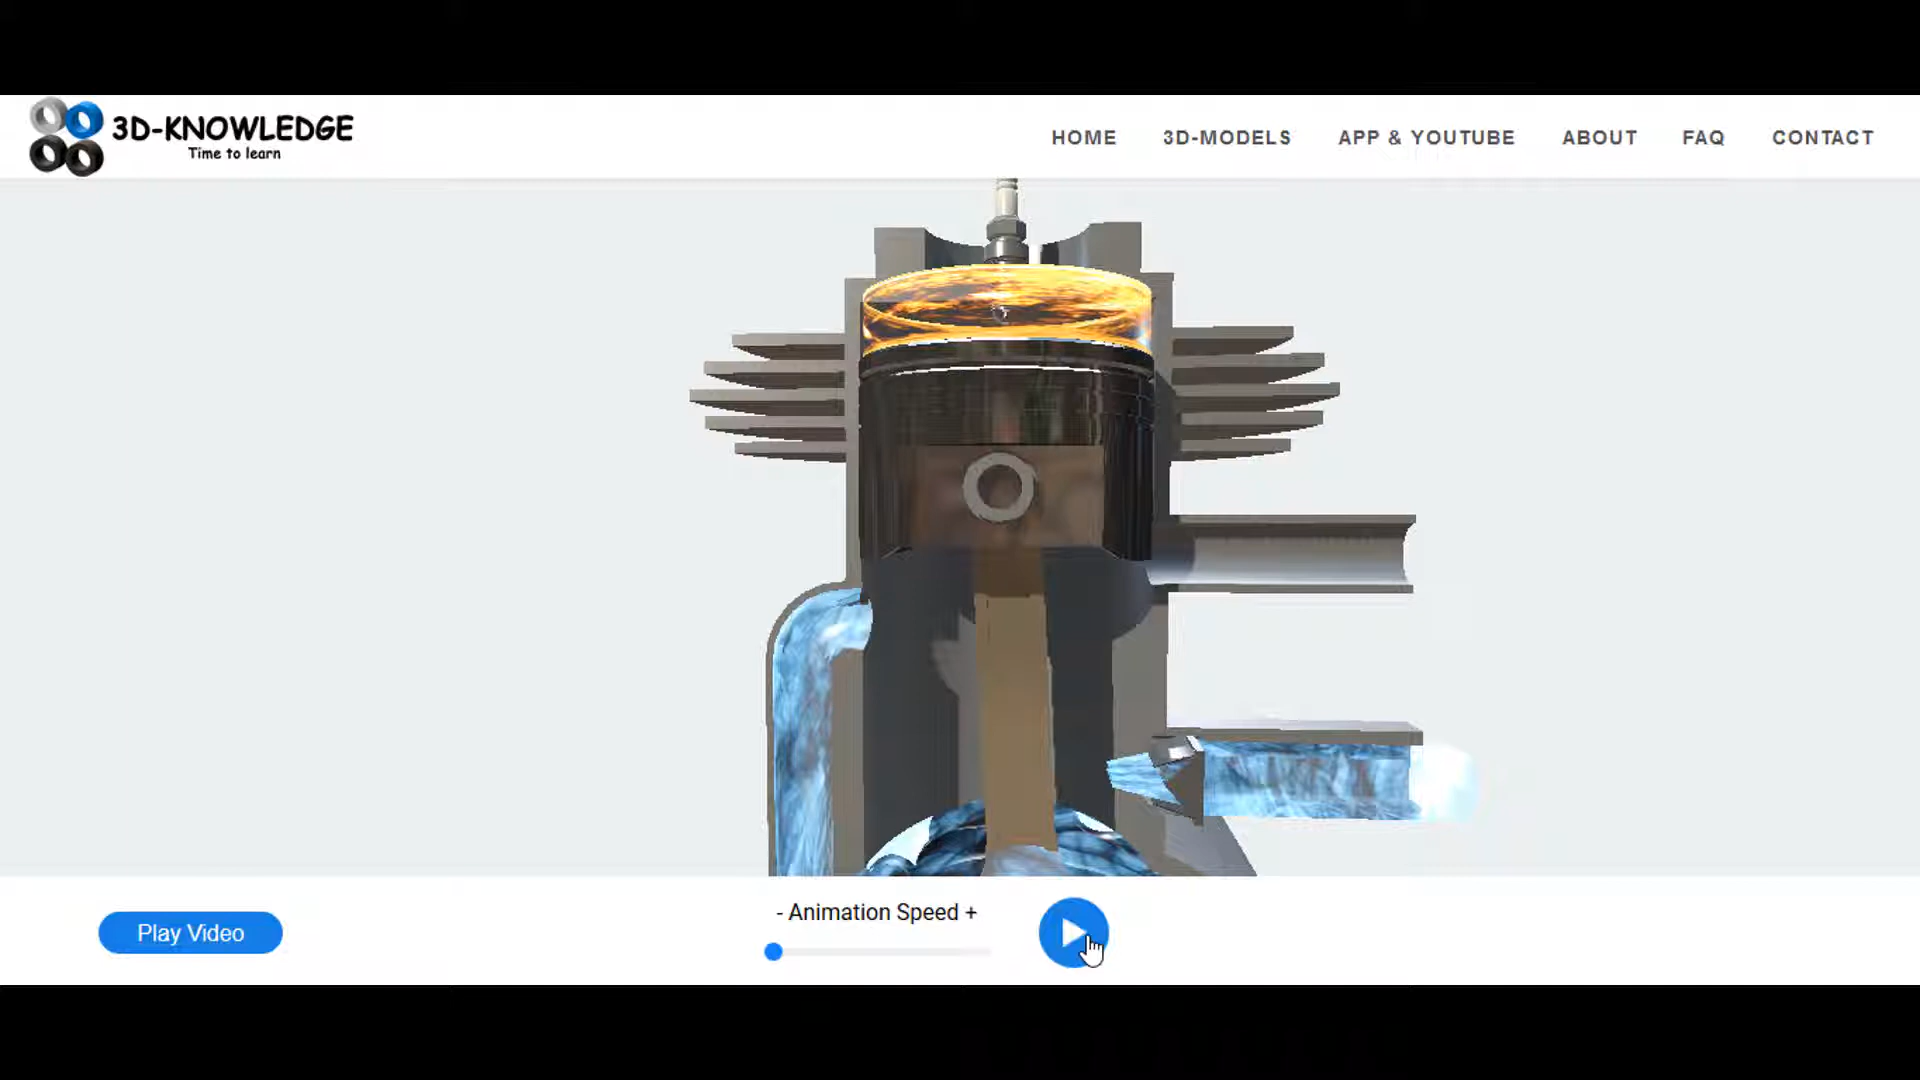 3D-KNOWLEDGE
Time to learn
HOME 3D-MODELS APP & YOUTUBE ABOUT FAQ CONTACT
- Animation Speed +
Play Video